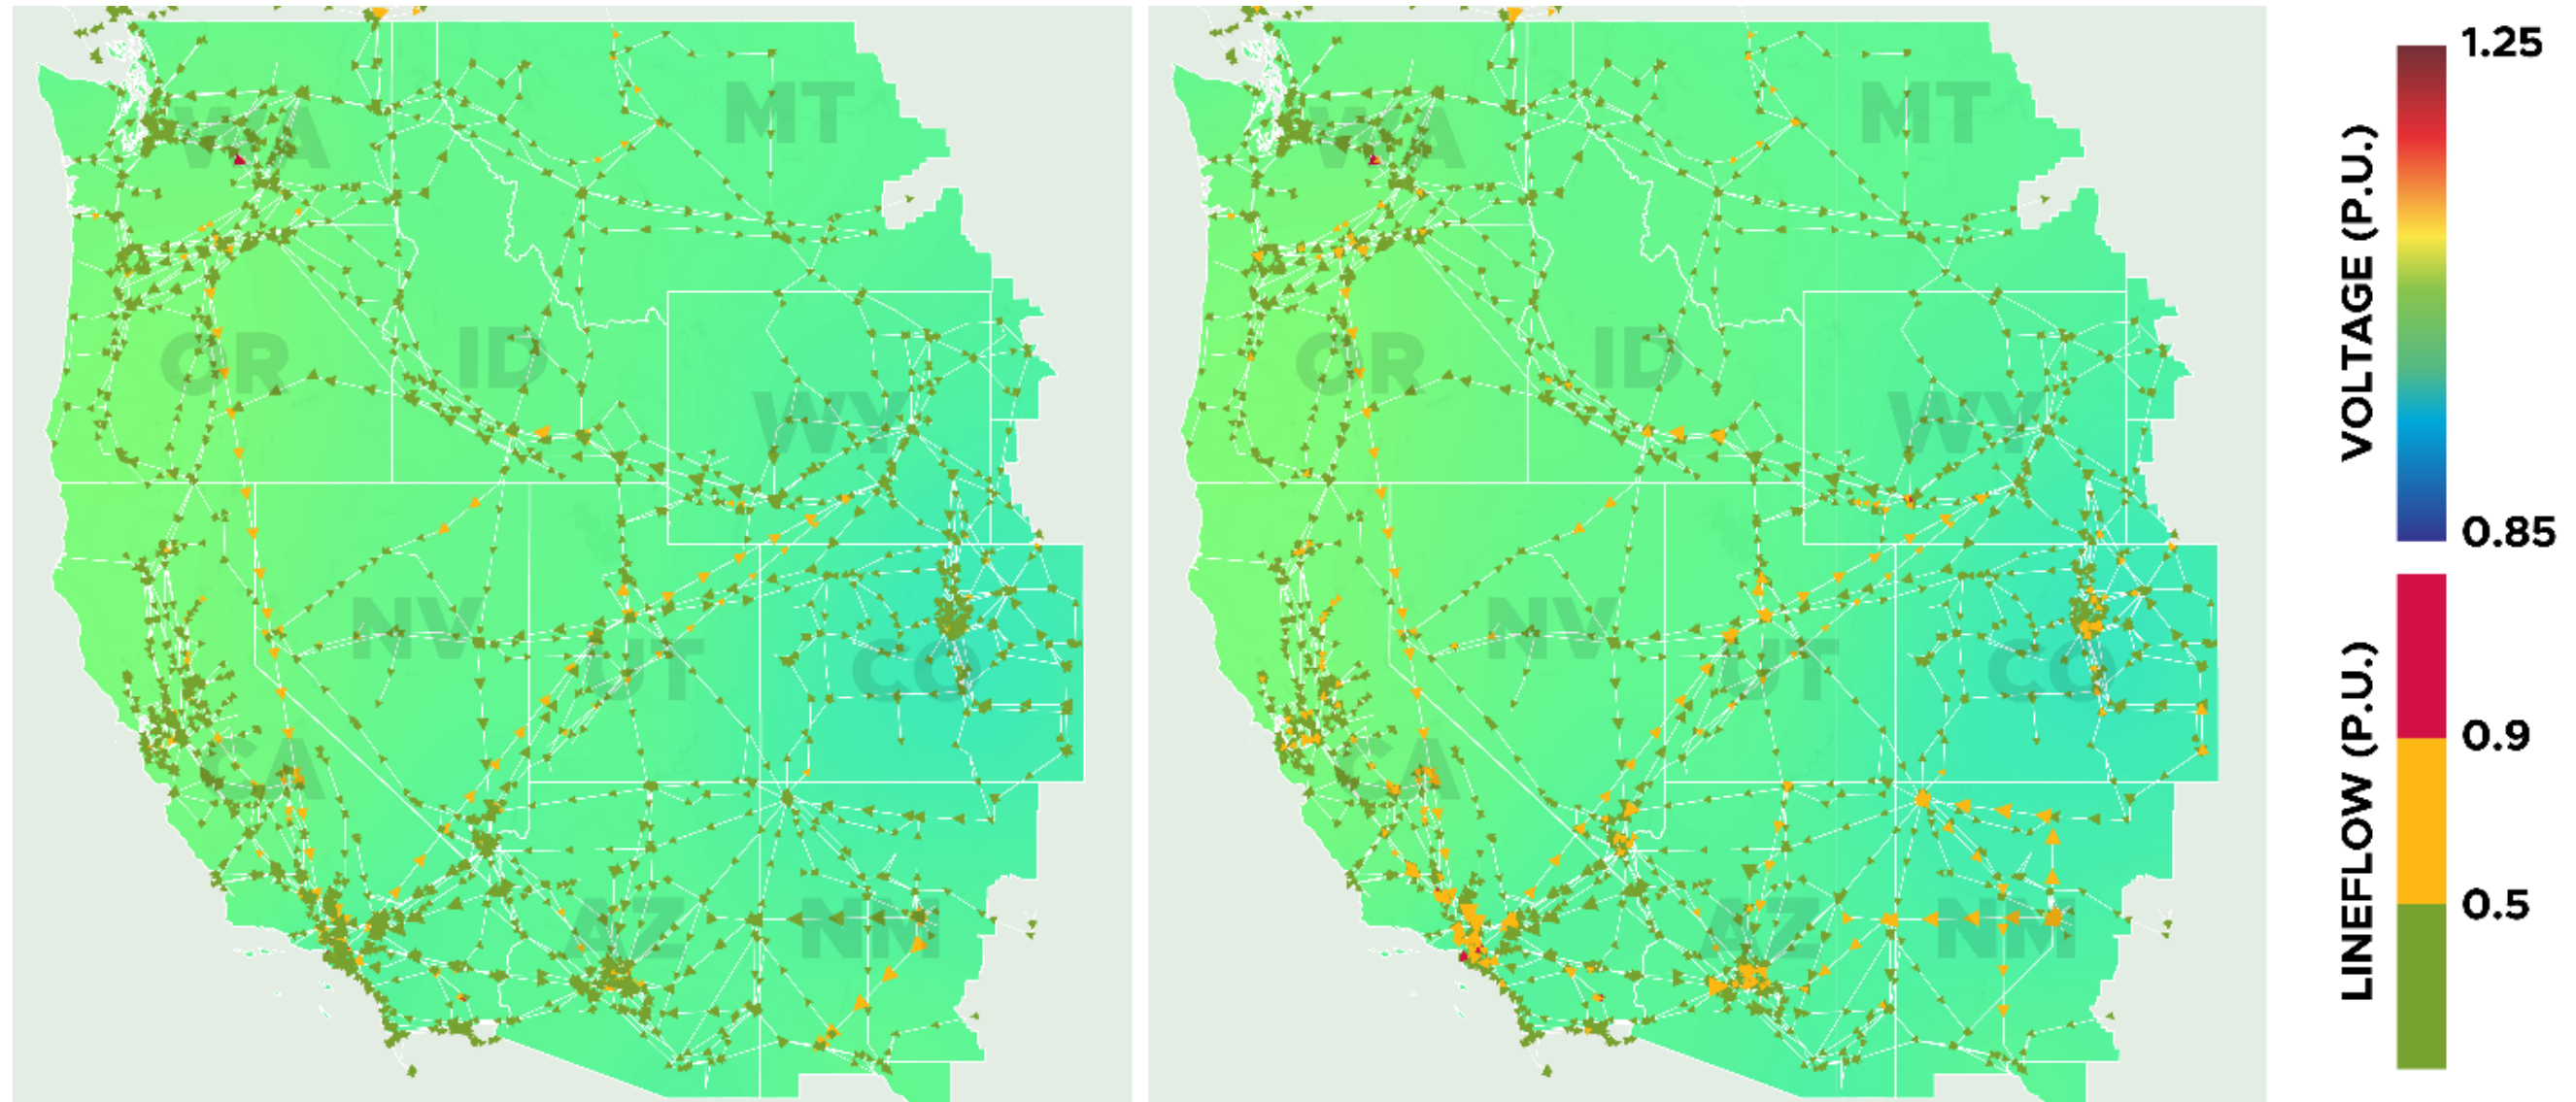 WA
MT
OR
ID
WY
NV
UT
CO
CA
AZ
NM
WA
MT
OR
ID
WY
NV
UT
CO
CA
AZ
NM
VOLTAGE (P.U.)
1.25
0.85
LINEFLOW (P.U.)
0.9
0.5